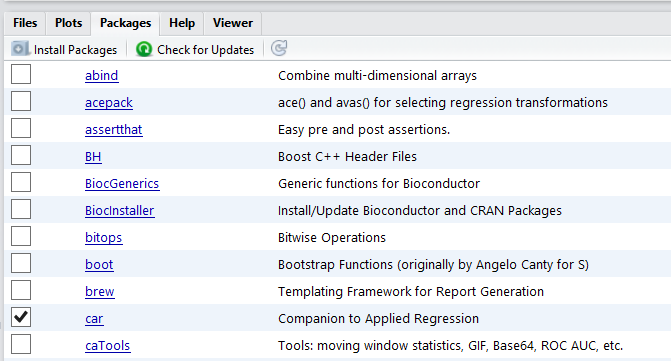 Files Plots Packages Help Viewer
Install Packages Check for Updates
abind Combine multi-dimensional arrays
acepack ace() and avas() for selecting regression transformations
assertthat Easy pre and post assertions.
BH Boost C++ Header Files
BiocGenerics Generic functions for Bioconductor
BiocInstaller Install/Update Bioconductor and CRAN Packages
bitops Bitwise Operations
boot Bootstrap Functions (originally by Angelo Canty for S)
brew Templating Framework for Report Generation
car Companion to Applied Regression
caTools Tools: moving window statistics, GIF, Base64, ROC AUC, etc.